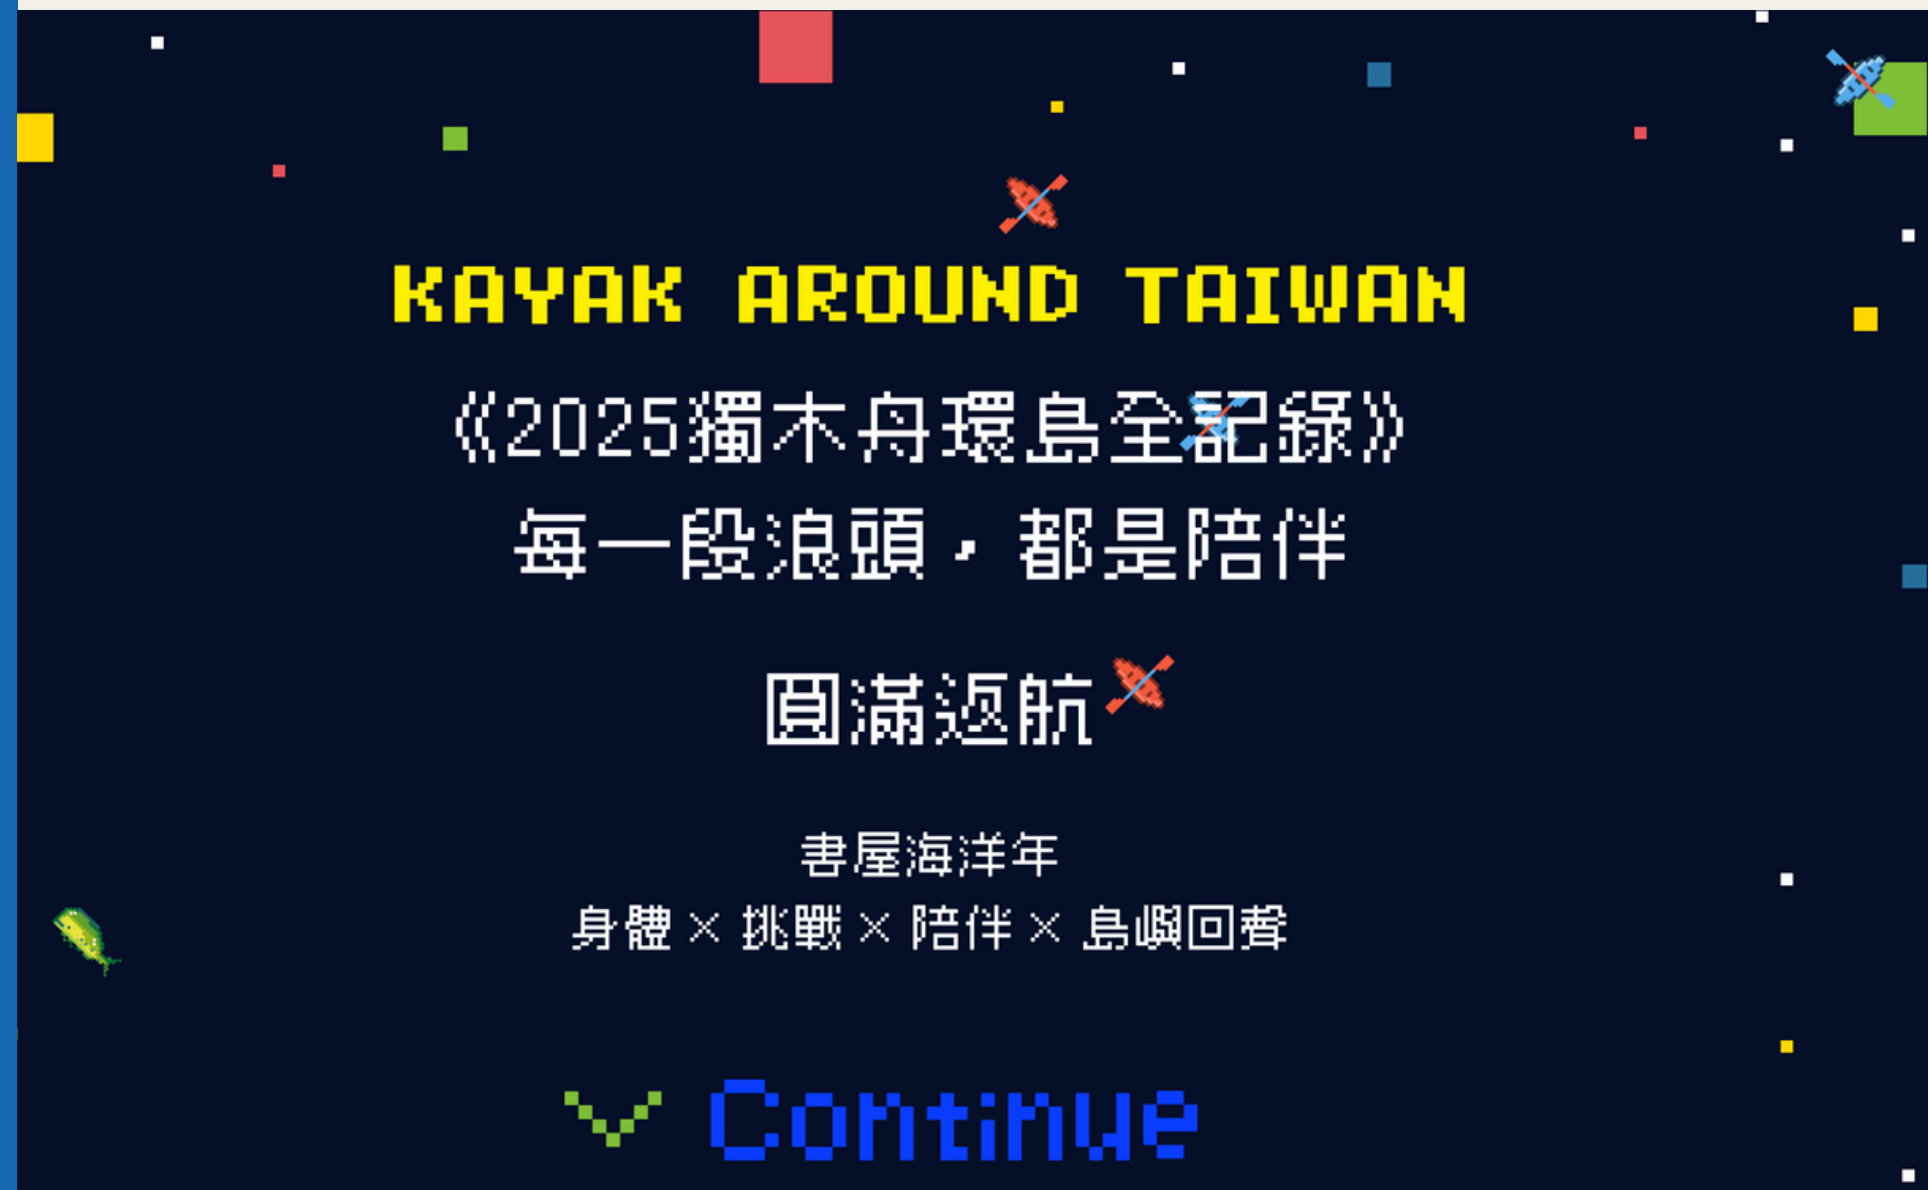 KAYAK AROUND TAIWAN
《2025獨木舟環島全記錄》
每一段浪頭，都是陪伴
圓滿返航
書屋海洋年
身體 × 挑戰 × 陪伴 × 島嶼回聲
Continue